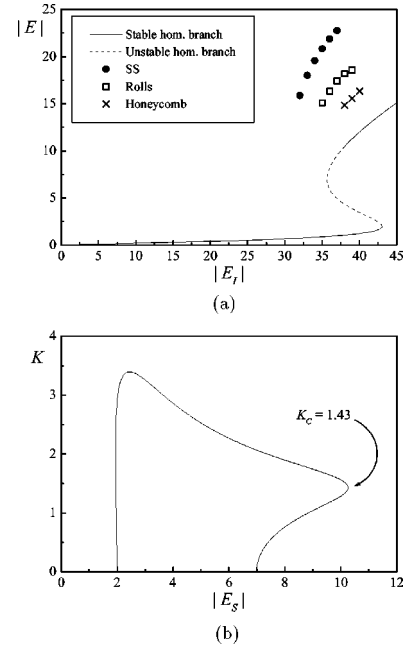 |E|
25
20
15
10
5
0
Stable hom. branch
Unstable hom. branch
SS
Rolls
Honeycomb
0 5 10 15 20 25 30 35 40 45
|E_I|
(a)
K
4
3
2
1
0
K_C = 1.43
0 2 4 6 8 10 12
|E_S|
(b)